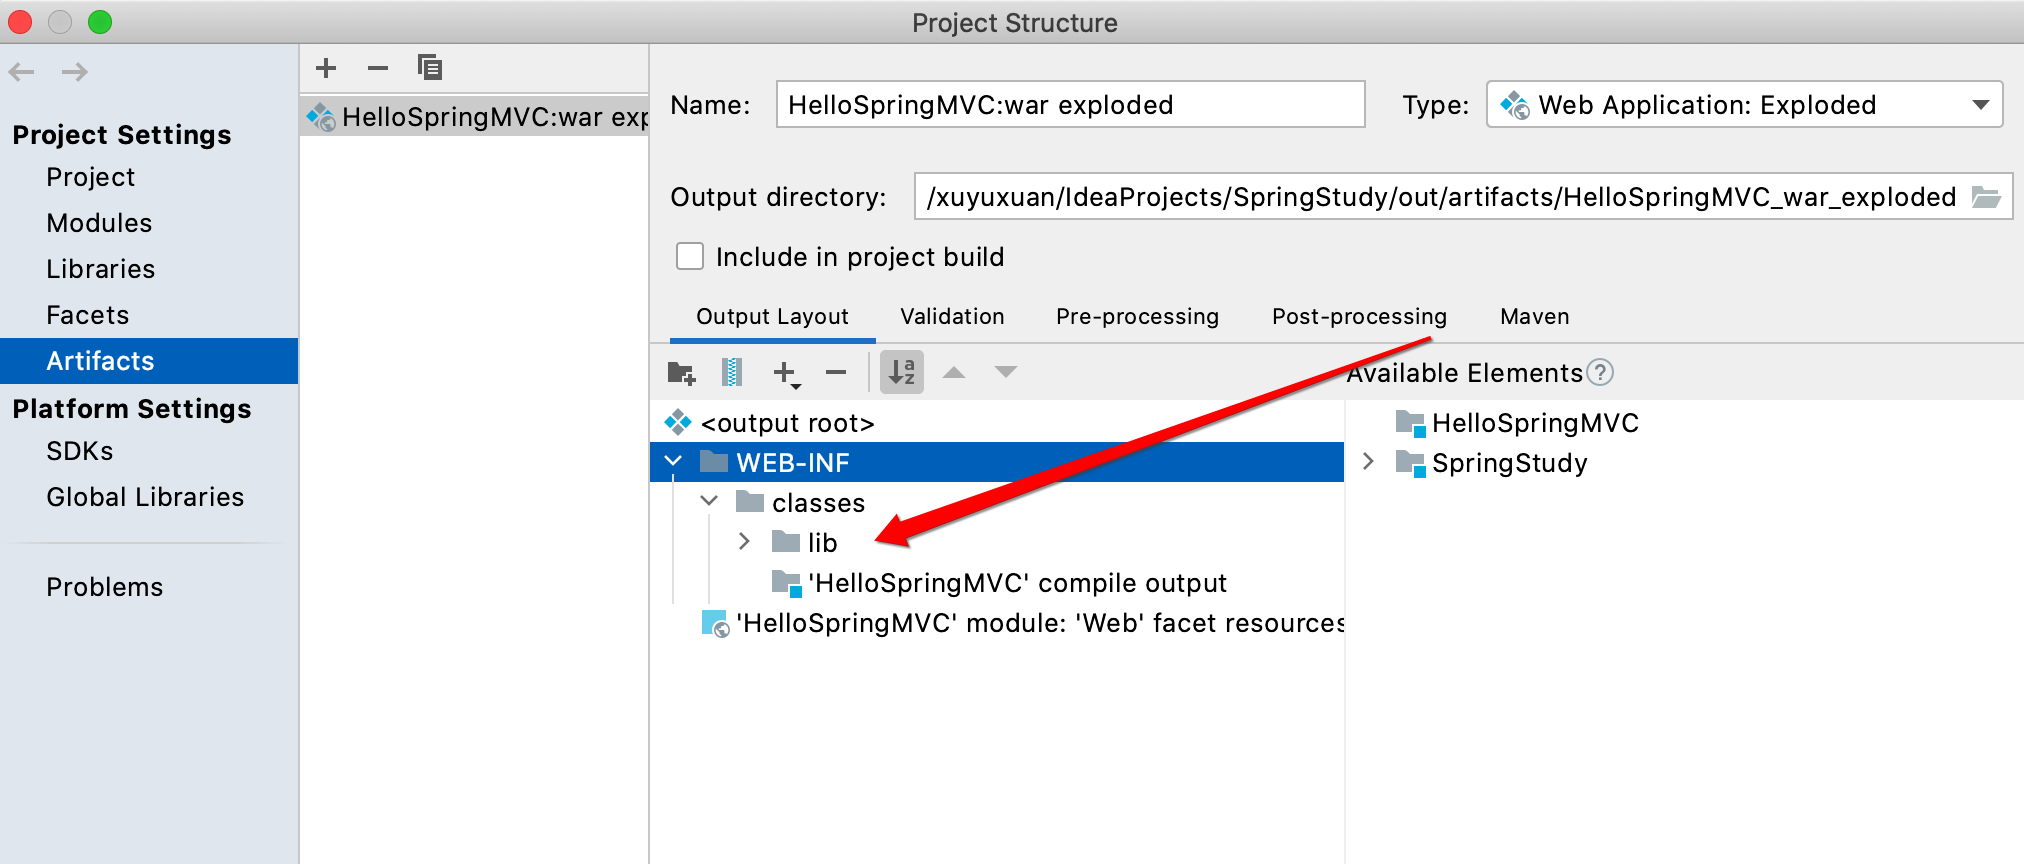 Project Structure
Project Settings
Project
Modules
Libraries
Facets
Artifacts
Platform Settings
SDKs
Global Libraries
Problems
HelloSpringMVC:war exp
Name: HelloSpringMVC:war exploded Type: Web Application: Exploded
Output directory: /xuyuxuan/IdeaProjects/SpringStudy/out/artifacts/HelloSpringMVC_war_exploded
Include in project build
Output Layout Validation Pre-processing Post-processing Maven
Available Elements
<output root>
WEB-INF
classes
lib
'HelloSpringMVC' compile output
'HelloSpringMVC' module: 'Web' facet resources
HelloSpringMVC
SpringStudy